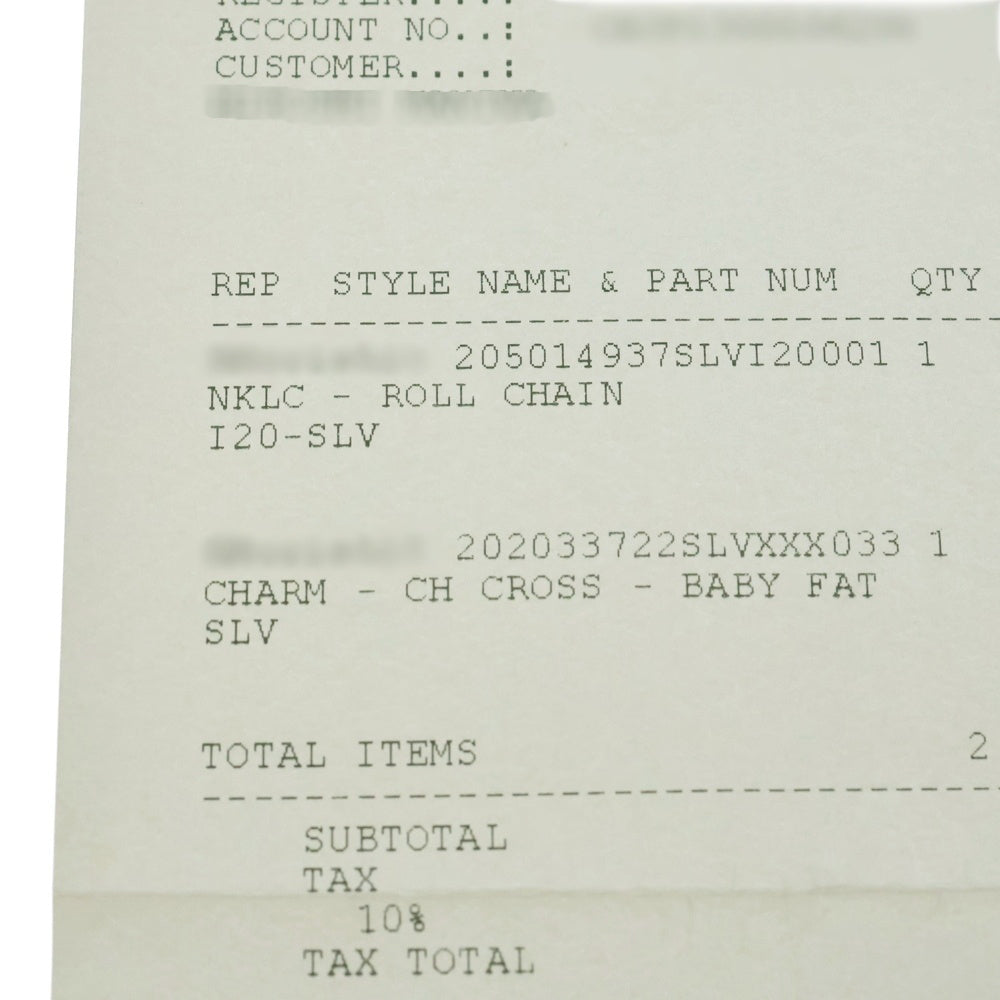 REGISTER.....:
ACCOUNT NO..:
CUSTOMER....:
REP STYLE NAME & PART NUM QTY
205014937SLVI20001 1
NKLC - ROLL CHAIN
I20-SLV
202033722SLVXXX033 1
CHARM - CH CROSS - BABY FAT
SLV
TOTAL ITEMS 2
SUBTOTAL
TAX
10%
TAX TOTAL